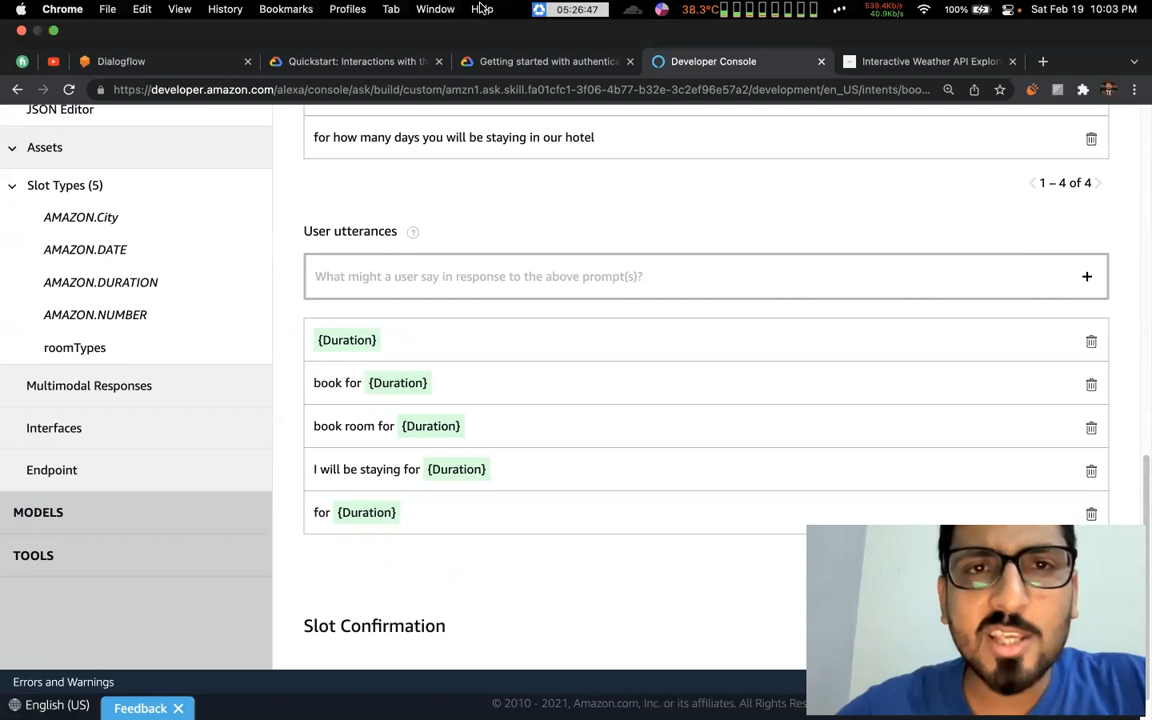 Chrome File Edit View History Bookmarks Profiles Tab Window Help 05:26:47 38.3°C 539.4Kb/s 40.9Kb/s 100% Sat Feb 19 10:03 PM
Dialogflow Quickstart: Interactions with th Getting started with authentic Developer Console Interactive Weather API Explor
https://developer.amazon.com/alexa/console/ask/build/custom/amzn1.ask.skill.fa01cfc1-3f06-4b77-b32e-3c2ef96e57a2/development/en_US/intents/boo...
JSON Editor
for how many days you will be staying in our hotel
Assets
Slot Types (5)
1 – 4 of 4
AMAZON.City
User utterances ?
AMAZON.DATE
AMAZON.DURATION
What might a user say in response to the above prompt(s)? +
AMAZON.NUMBER
{Duration}
roomTypes
Multimodal Responses
book for {Duration}
Interfaces
book room for {Duration}
Endpoint
I will be staying for {Duration}
MODELS
for {Duration}
TOOLS
Slot Confirmation
Errors and Warnings
English (US)
Feedback ✕
© 2010 - 2021, Amazon.com, Inc. or its affiliates. All Rights Res